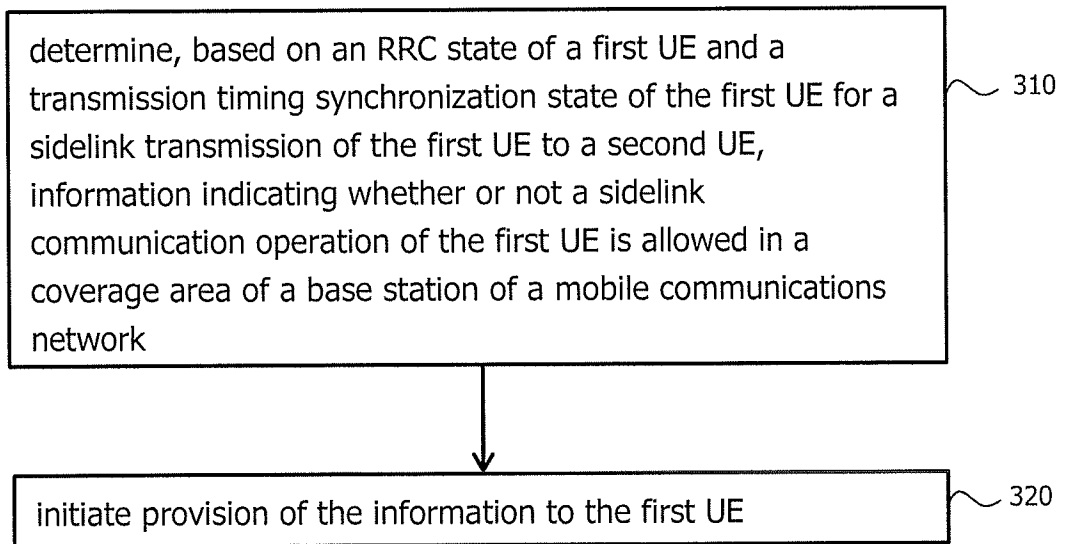 determine, based on an RRC state of a first UE and a
transmission timing synchronization state of the first UE for a
sidelink transmission of the first UE to a second UE,
information indicating whether or not a sidelink
communication operation of the first UE is allowed in a
coverage area of a base station of a mobile communications
network
310
initiate provision of the information to the first UE
320